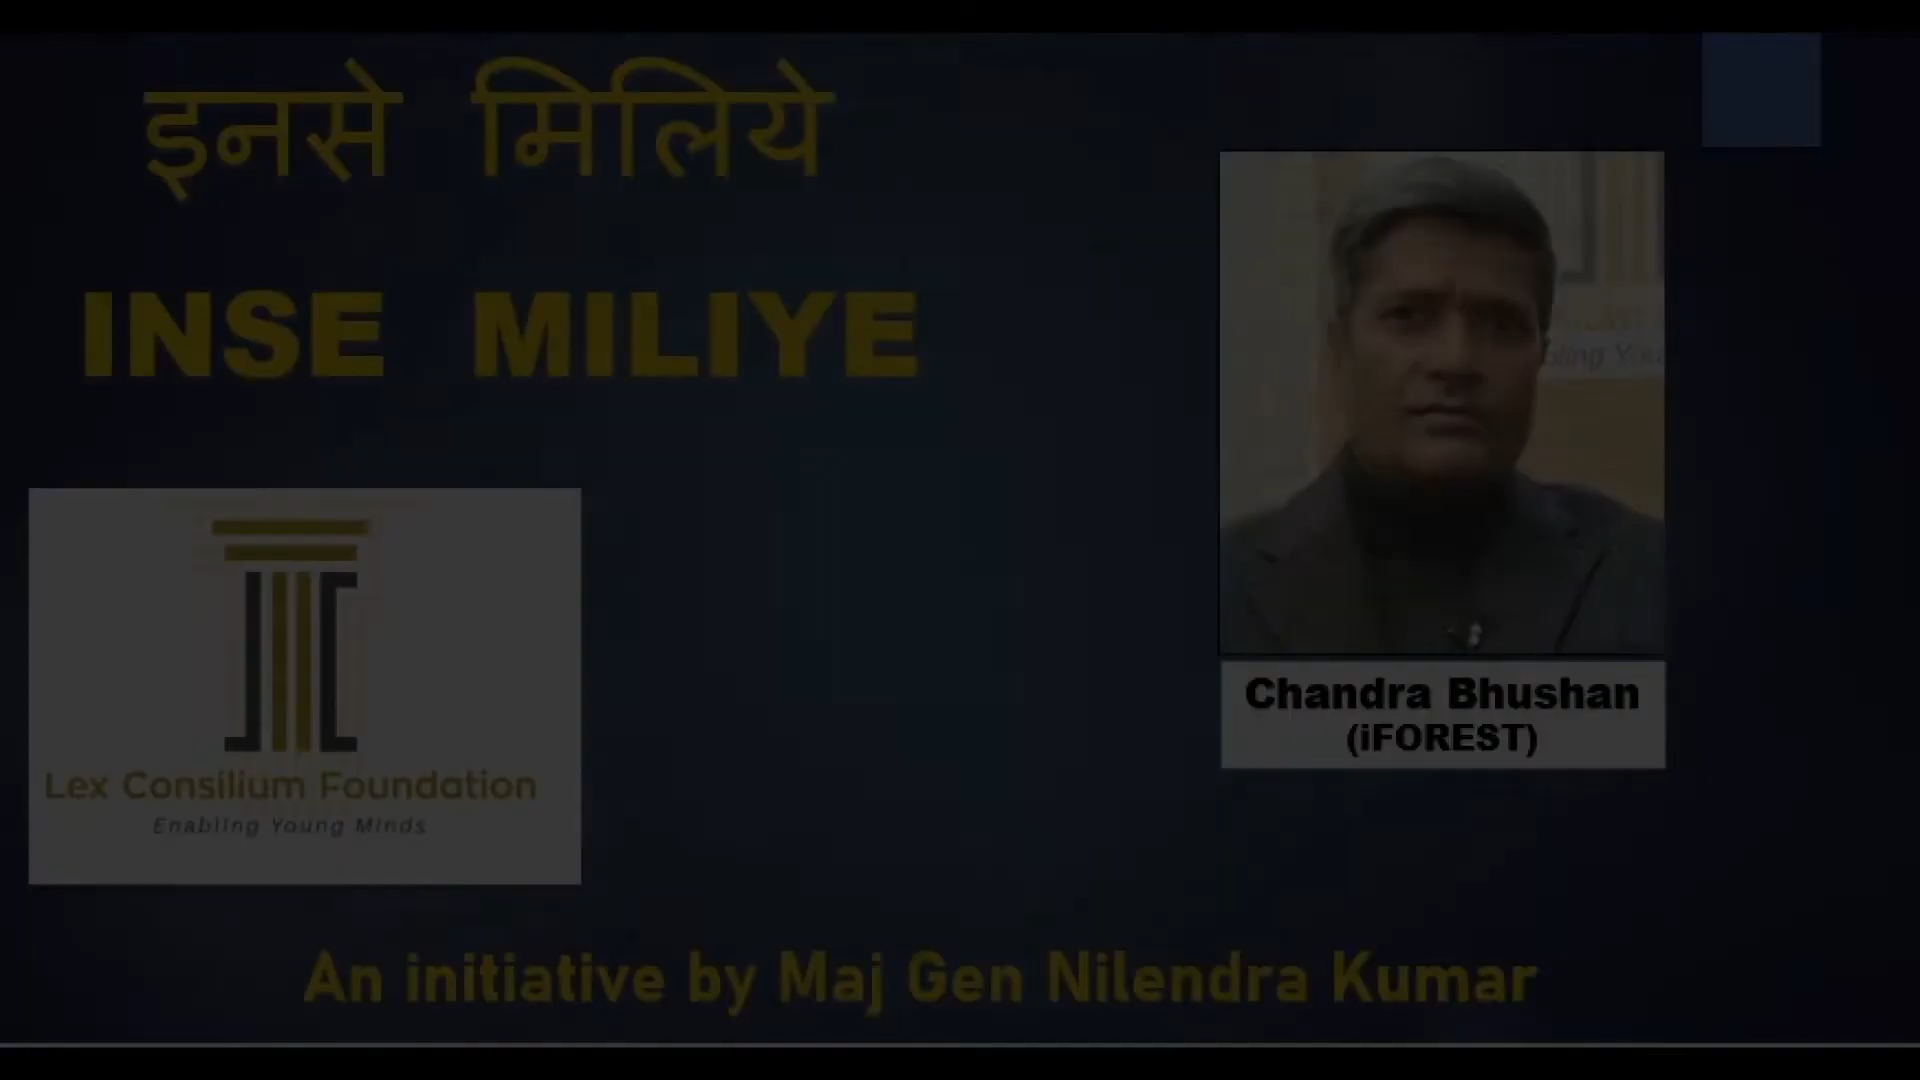 इनसे मिलिये
INSE MILIYE
Chandra Bhushan
(iFOREST)
Lex Consilium Foundation
Enabling Young Minds
An initiative by Maj Gen Nilendra Kumar